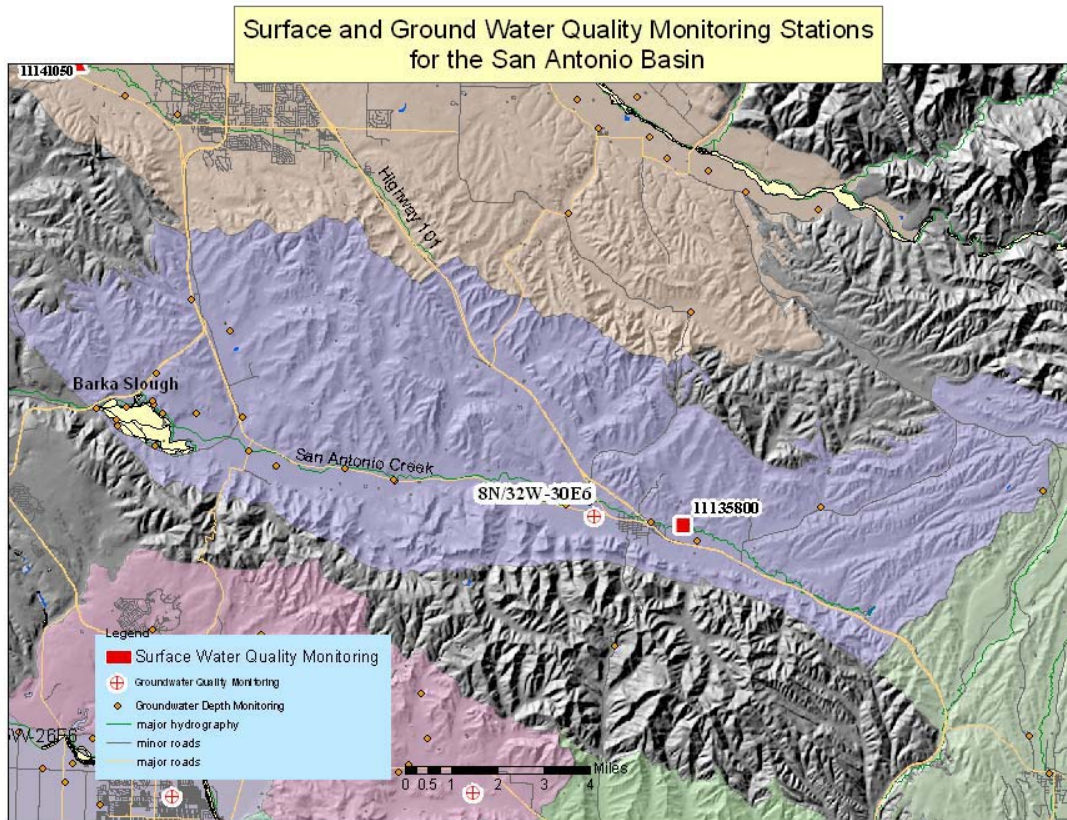 Surface and Ground Water Quality Monitoring Stations
for the San Antonio Basin
11141050
Highway 101
Barka Slough
San Antonio Creek
8N/32W-30E6
11135800
Legend
Surface Water Quality Monitoring
Groundwater Quality Monitoring
Groundwater Depth Monitoring
major hydrography
minor roads
major roads
Miles
0 0.5 1 2 3 4